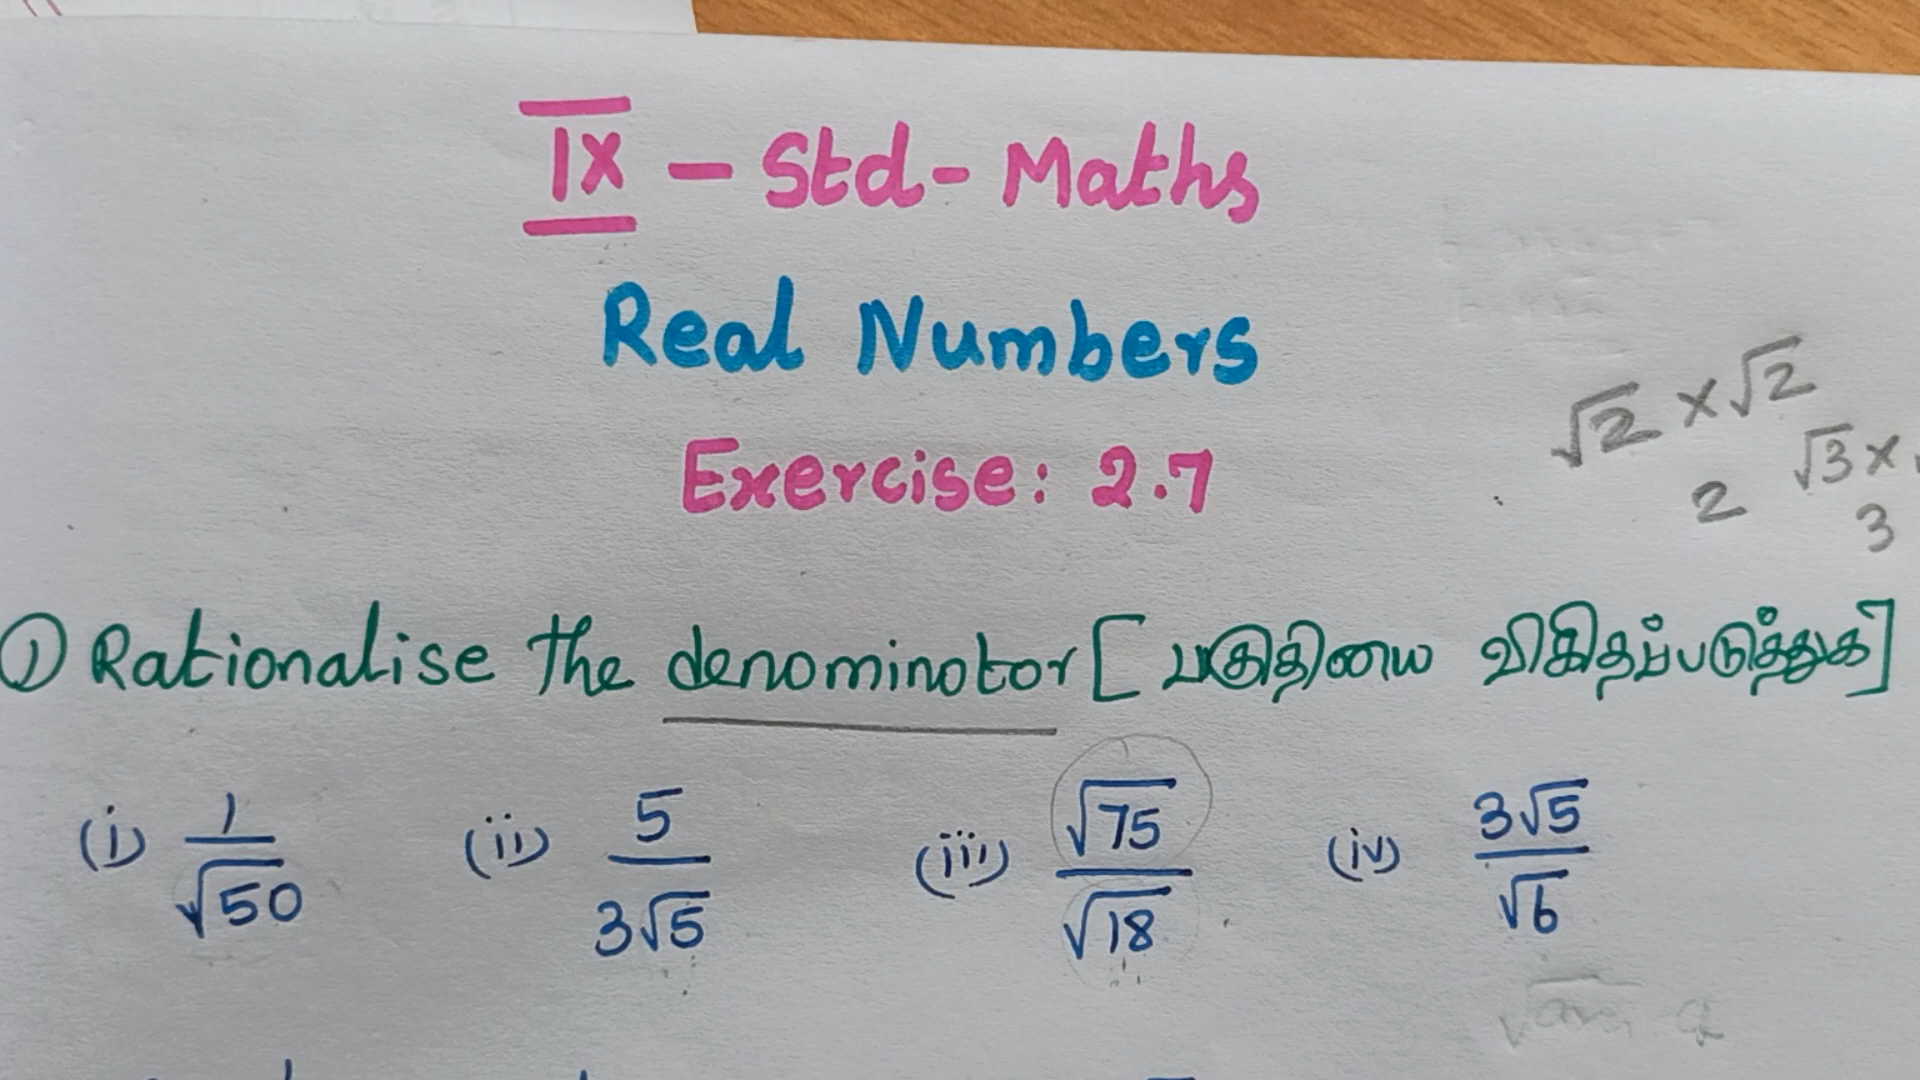 IX - Std - Maths
Real Numbers
Exercise: 2.7
√2 × √2
2
√3 ×
3
① Rationalise the denominotor [பகுதியை விகிதப்படுத்துக]
(i) 1/√50 (ii) 5/3√5 (iii) √75/√18 (iv) 3√5/√6